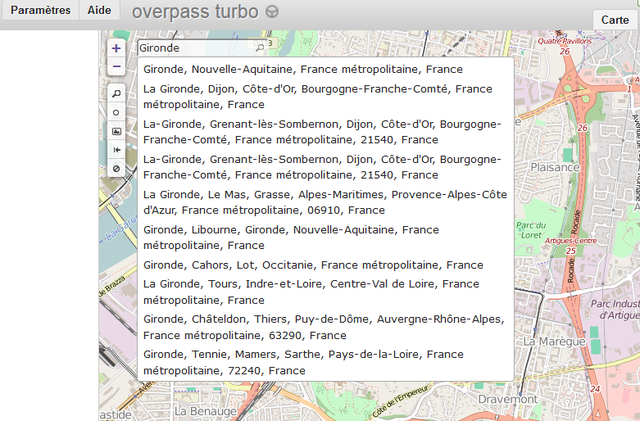 Paramètres Aide overpass turbo Carte
+ Gironde 3
−
Gironde, Nouvelle-Aquitaine, France métropolitaine, France
La Gironde, Dijon, Côte-d'Or, Bourgogne-Franche-Comté, France
métropolitaine, France
La-Gironde, Grenant-lès-Sombernon, Dijon, Côte-d'Or, Bourgogne-
Franche-Comté, France métropolitaine, 21540, France
La-Gironde, Grenant-lès-Sombernon, Dijon, Côte-d'Or, Bourgogne-
Franche-Comté, France métropolitaine, 21540, France
La Gironde, Le Mas, Grasse, Alpes-Maritimes, Provence-Alpes-Côte
d'Azur, France métropolitaine, 06910, France
Gironde, Libourne, Gironde, Nouvelle-Aquitaine, France
métropolitaine, France
Gironde, Cahors, Lot, Occitanie, France métropolitaine, France
La Gironde, Tours, Indre-et-Loire, Centre-Val de Loire, France
métropolitaine, France
Gironde, Châteldon, Thiers, Puy-de-Dôme, Auvergne-Rhône-Alpes,
France métropolitaine, 63290, France
Gironde, Tennie, Mamers, Sarthe, Pays-de-la-Loire, France
métropolitaine, 72240, France
Quatre-Pavillons
26
26
Plaisance
Rocade
Parc du
Loret
Artigues-Centre
25
Rocade
de Brazza
Parc Indust
d'Artigue
La Marègue
24
Côte de l'Empereur
Dravemont
La Benauge
astide